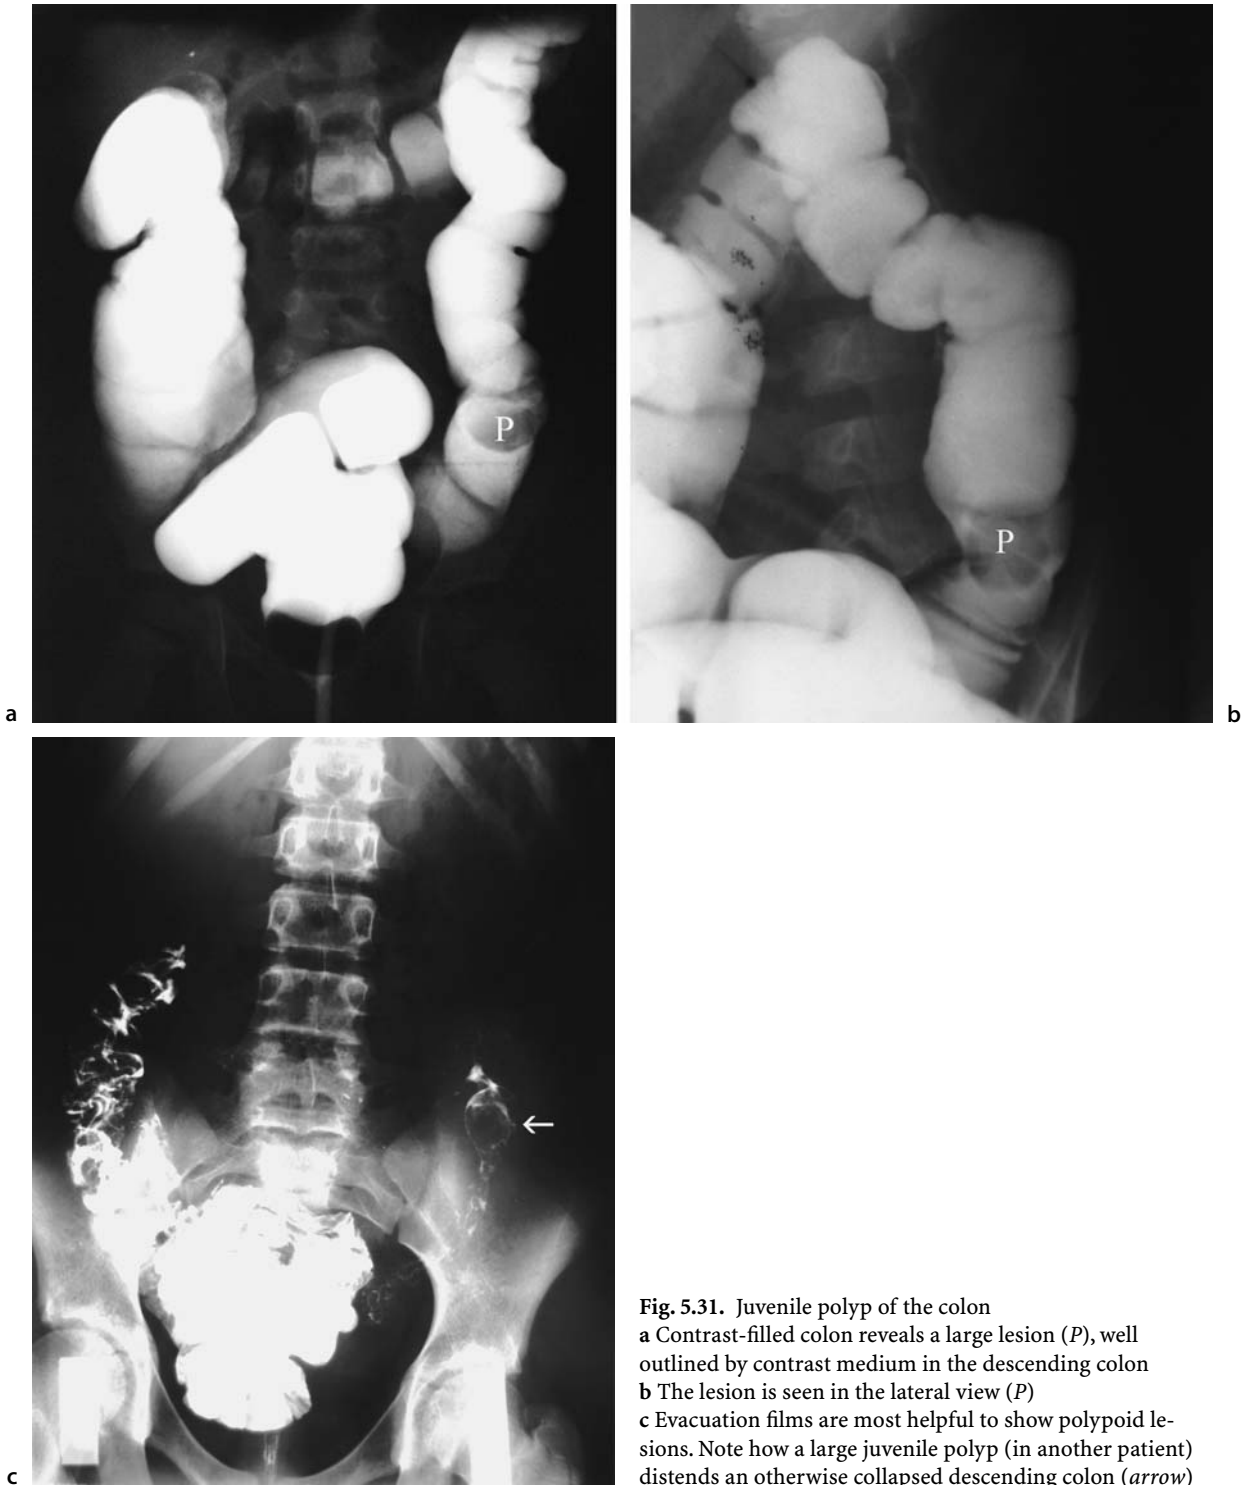 P
a
P
b
c
Fig. 5.31. Juvenile polyp of the colon
a Contrast-filled colon reveals a large lesion (P), well
outlined by contrast medium in the descending colon
b The lesion is seen in the lateral view (P)
c Evacuation films are most helpful to show polypoid le-
sions. Note how a large juvenile polyp (in another patient)
distends an otherwise collapsed descending colon (arrow)